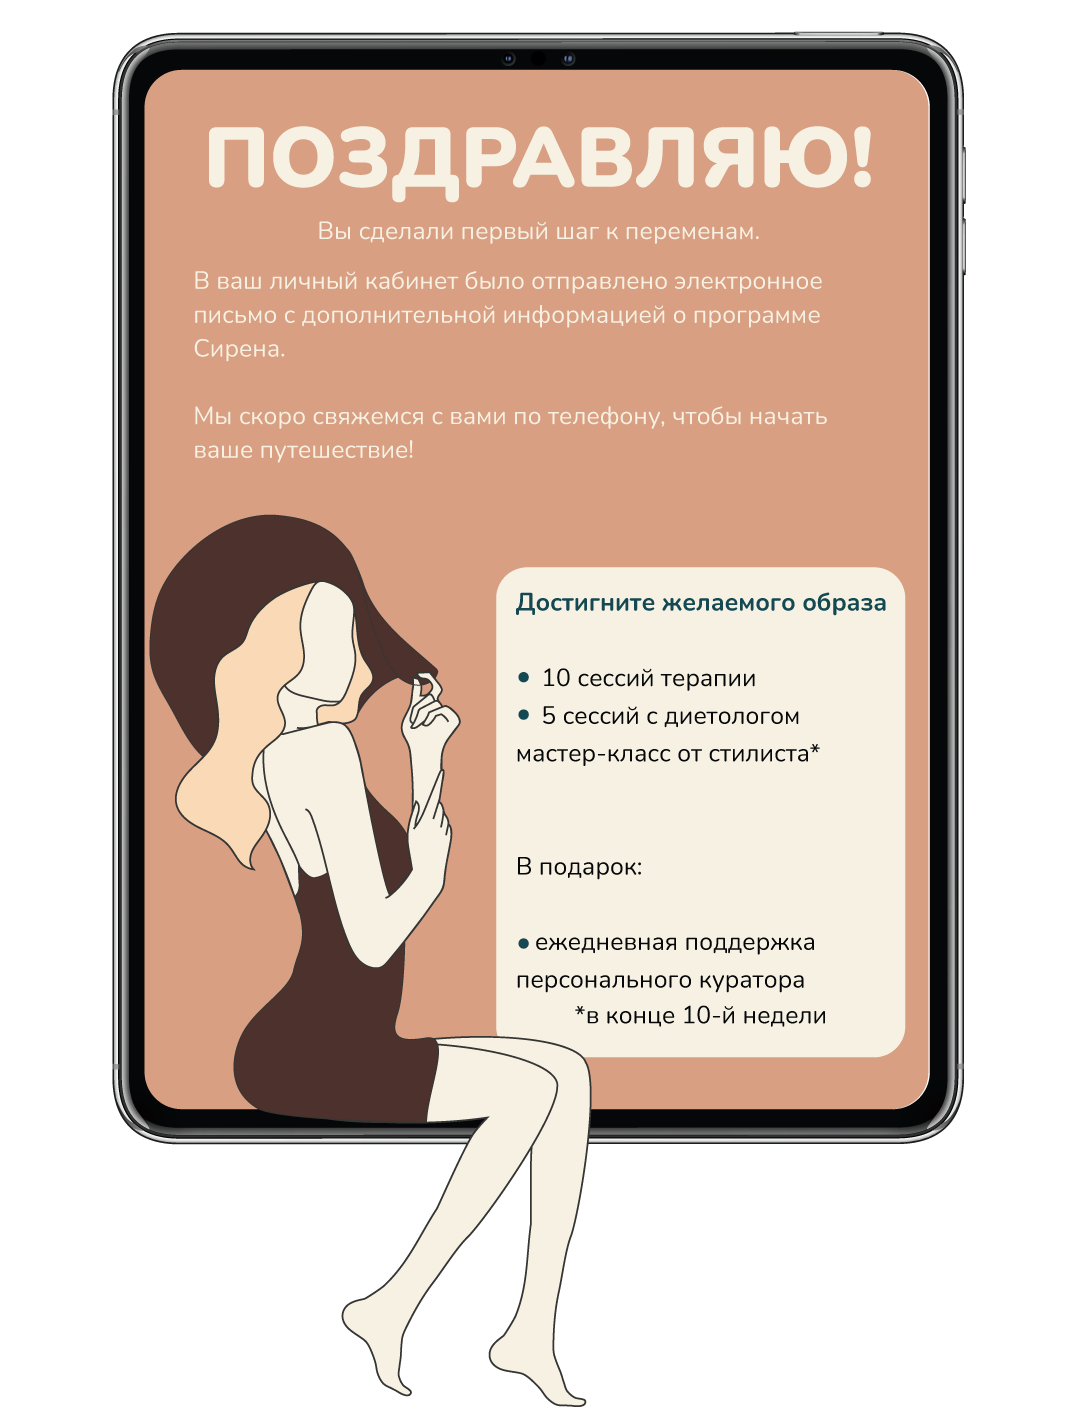 ПОЗДРАВЛЯЮ!
Вы сделали первый шаг к переменам.
В ваш личный кабинет было отправлено электронное
письмо с дополнительной информацией о программе
Сирена.
Мы скоро свяжемся с вами по телефону, чтобы начать
ваше путешествие!
Достигните желаемого образа
• 10 сессий терапии
• 5 сессий с диетологом
мастер-класс от стилиста*
В подарок:
• ежедневная поддержка
персонального куратора
*в конце 10-й недели